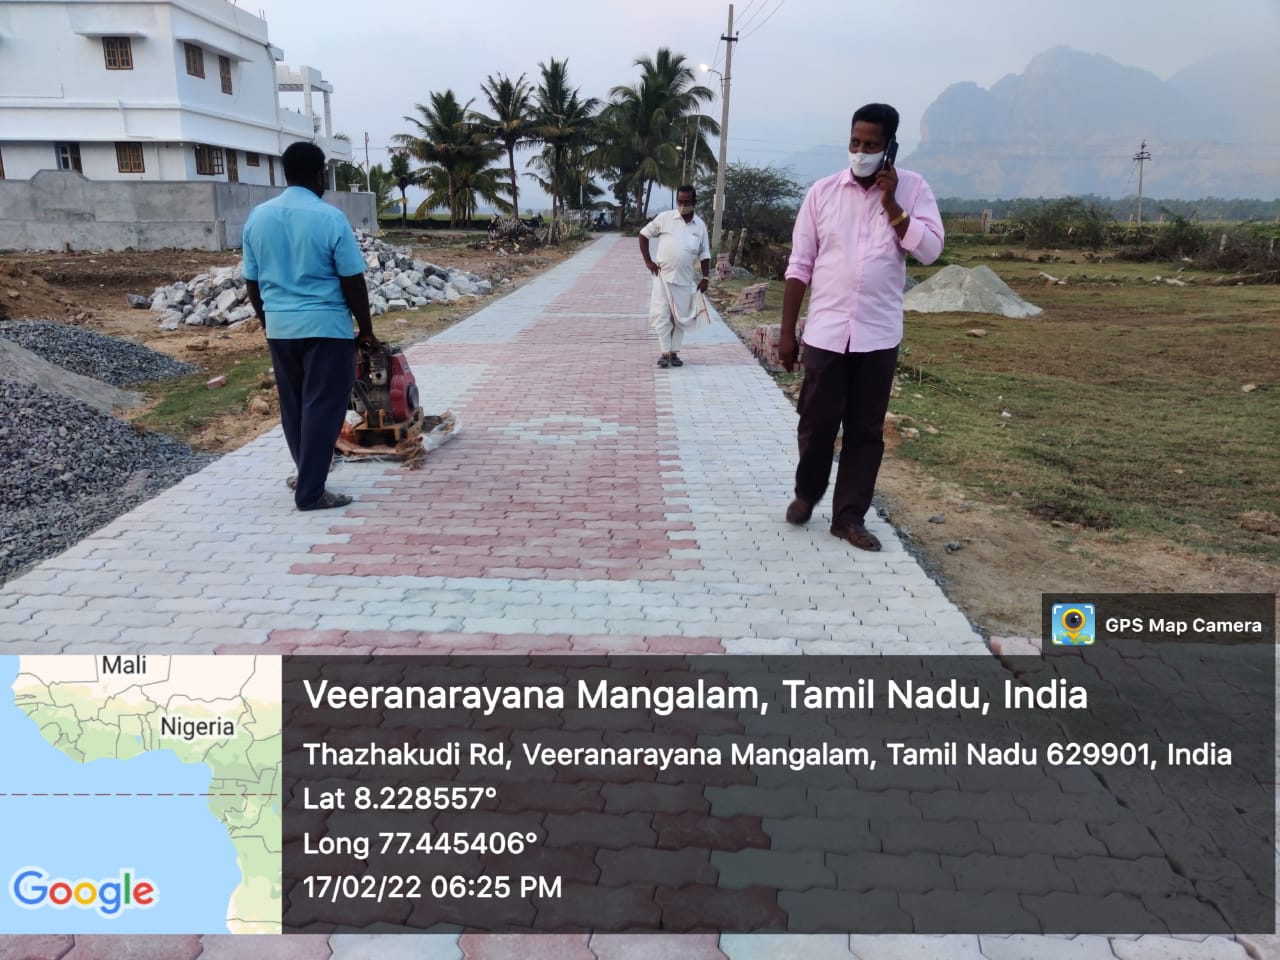 GPS Map Camera
Mali
Nigeria
Google
Veeranarayana Mangalam, Tamil Nadu, India
Thazhakudi Rd, Veeranarayana Mangalam, Tamil Nadu 629901, India
Lat 8.228557°
Long 77.445406°
17/02/22 06:25 PM